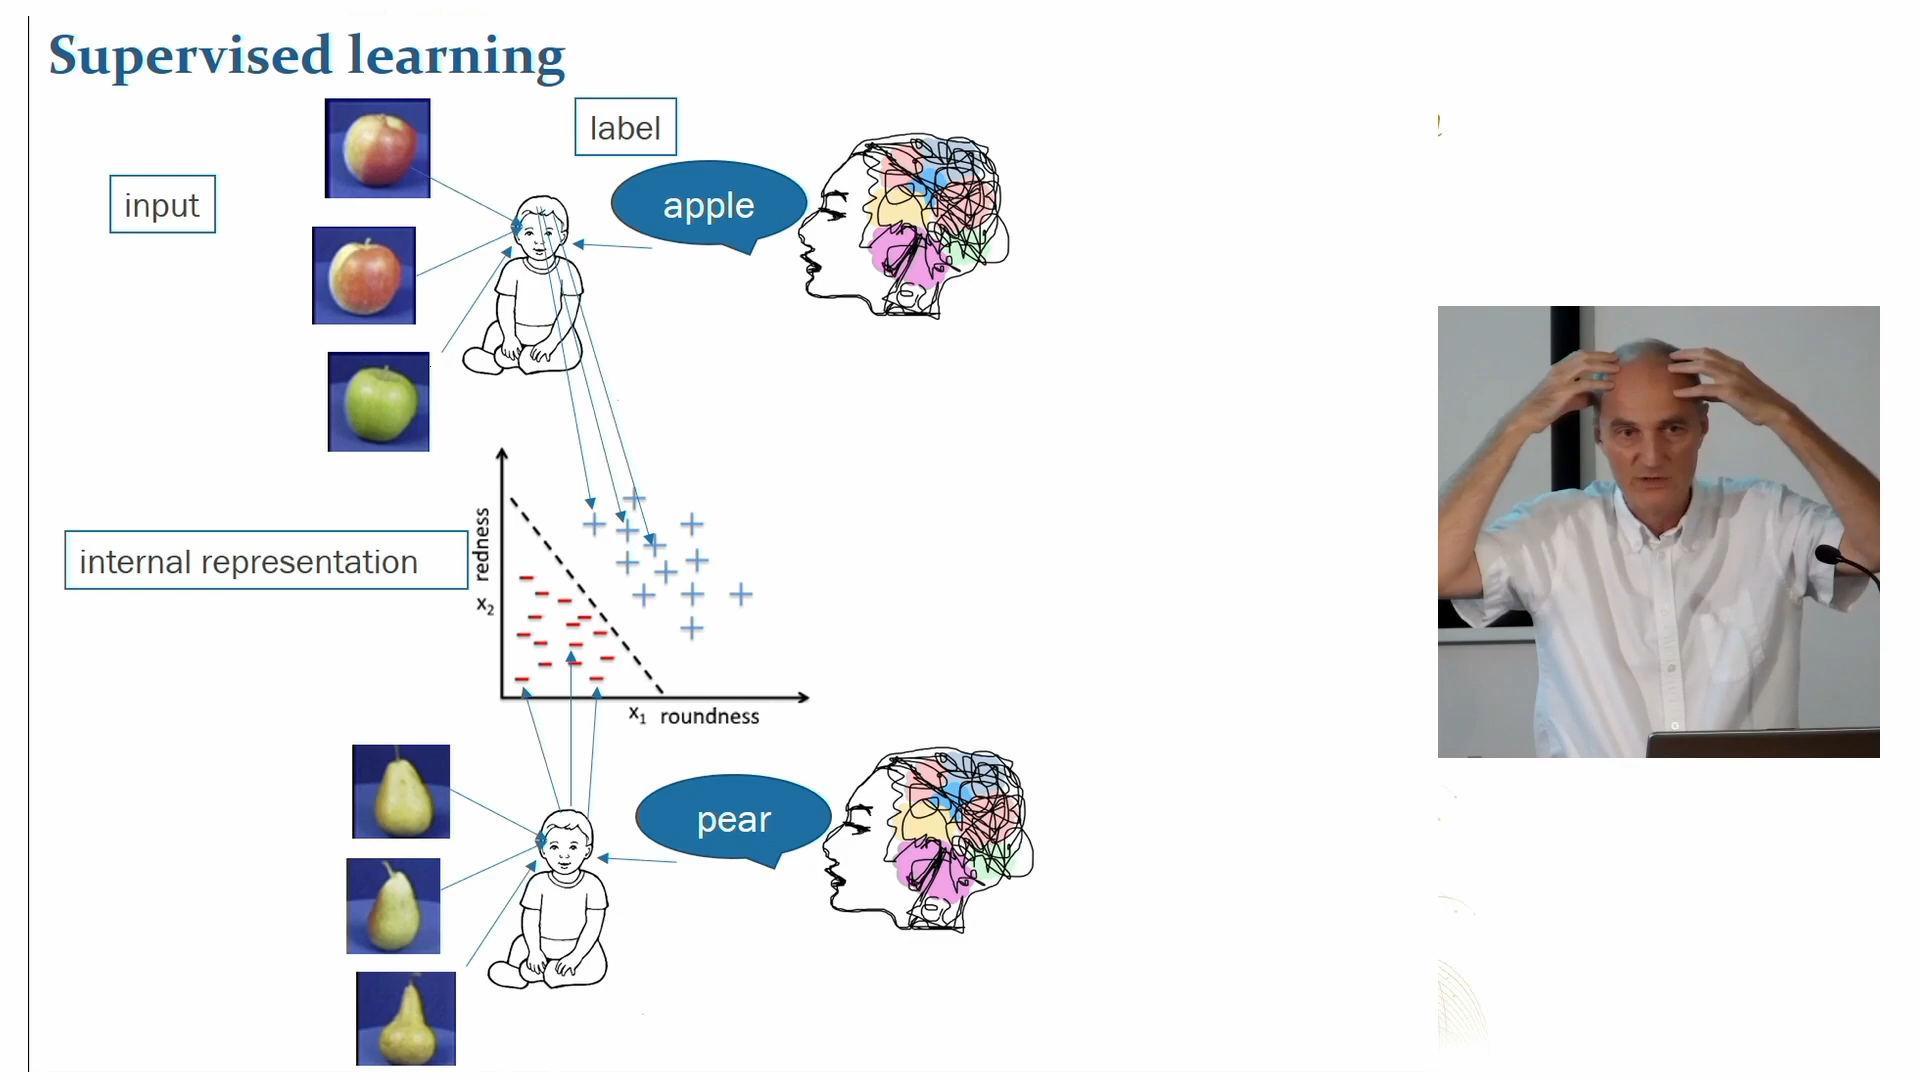 Supervised learning
label
input
apple
internal representation
redness
x2
x1 roundness
pear